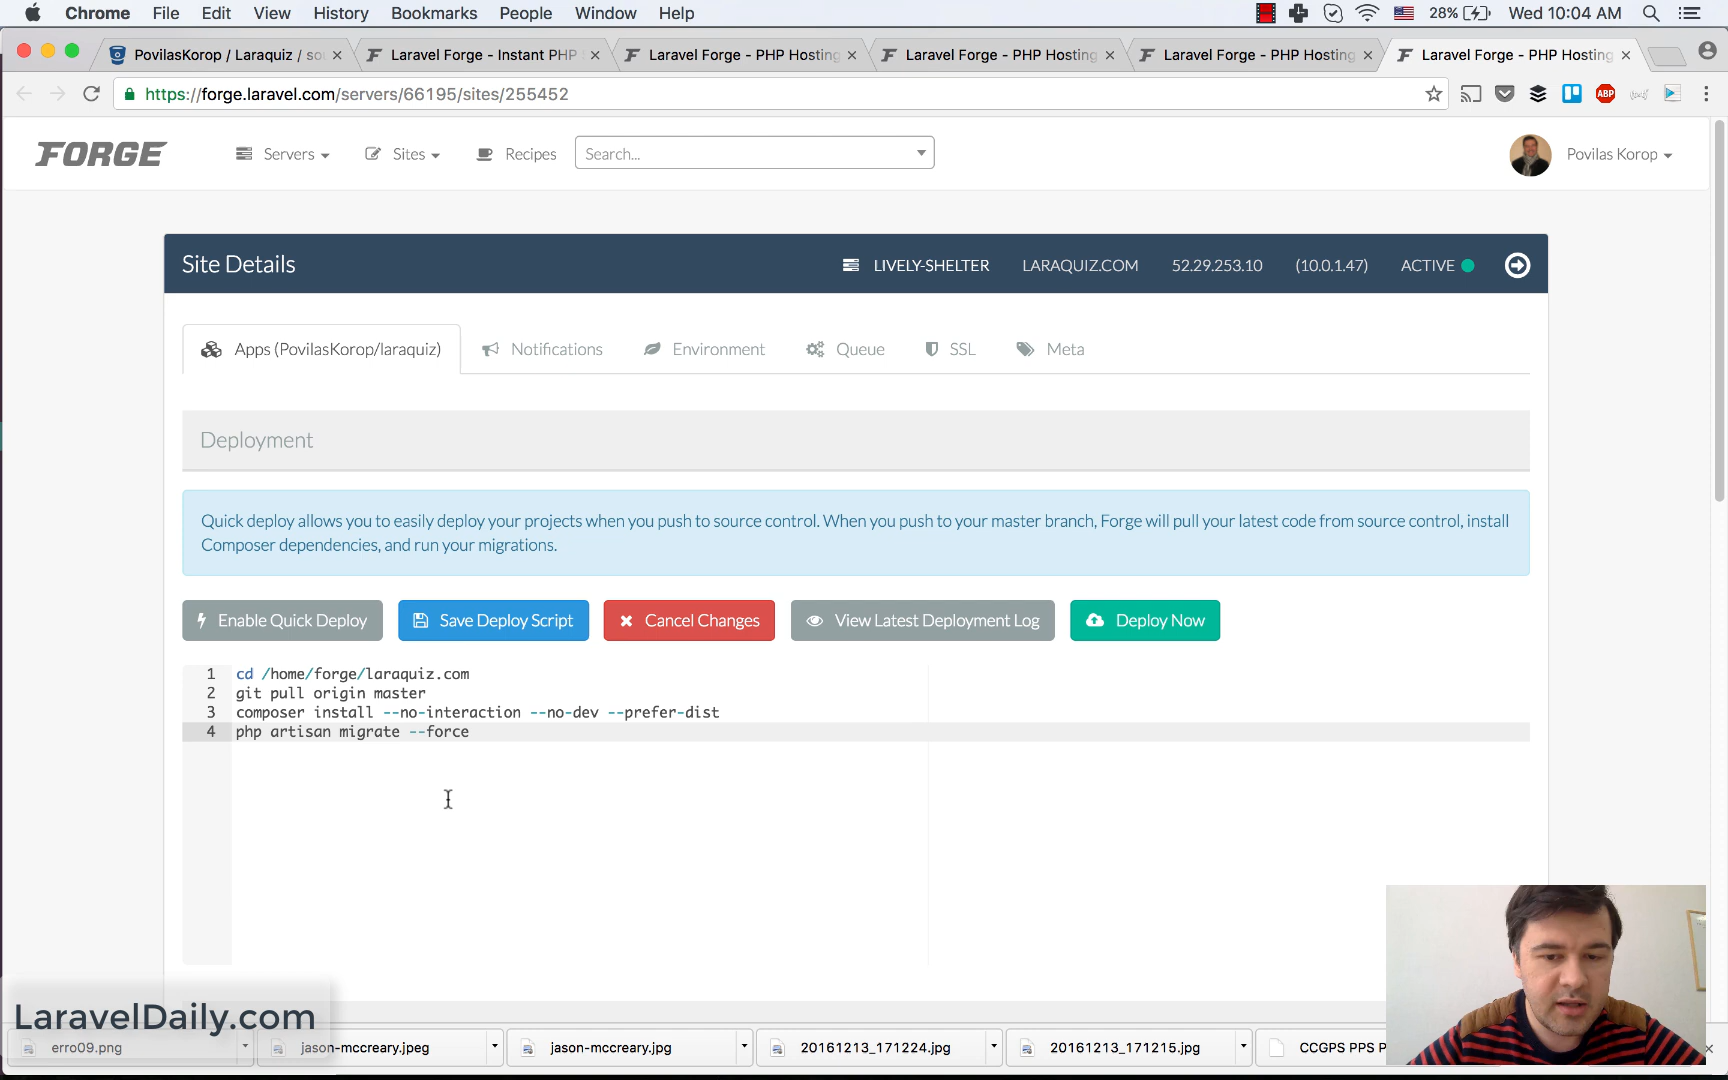 Chrome File Edit View History Bookmarks People Window Help 28% Wed 10:04 AM
PovilasKorop / Laraquiz / Laravel Forge - Instant PHP Laravel Forge - PHP Hosting Laravel Forge - PHP Hosting Laravel Forge - PHP Hosting Laravel Forge - PHP Hosting
https://forge.laravel.com/servers/66195/sites/255452 ABP
FORGE Servers Sites Recipes Search... Povilas Korop
Site Details LIVELY-SHELTER LARAQUIZ.COM 52.29.253.10 (10.0.1.47) ACTIVE
Apps (PovilasKorop/laraquiz) Notifications Environment Queue SSL Meta
Deployment
Quick deploy allows you to easily deploy your projects when you push to source control. When you push to your master branch, Forge will pull your latest code from source control, install
Composer dependencies, and run your migrations.
Enable Quick Deploy Save Deploy Script Cancel Changes View Latest Deployment Log Deploy Now
1 cd /home/forge/laraquiz.com
2 git pull origin master
3 composer install --no-interaction --no-dev --prefer-dist
4 php artisan migrate --force
LaravelDaily.com
erro09.png jason-mccreary.jpeg jason-mccreary.jpg 20161213_171224.jpg 20161213_171215.jpg CCGPS PPS P